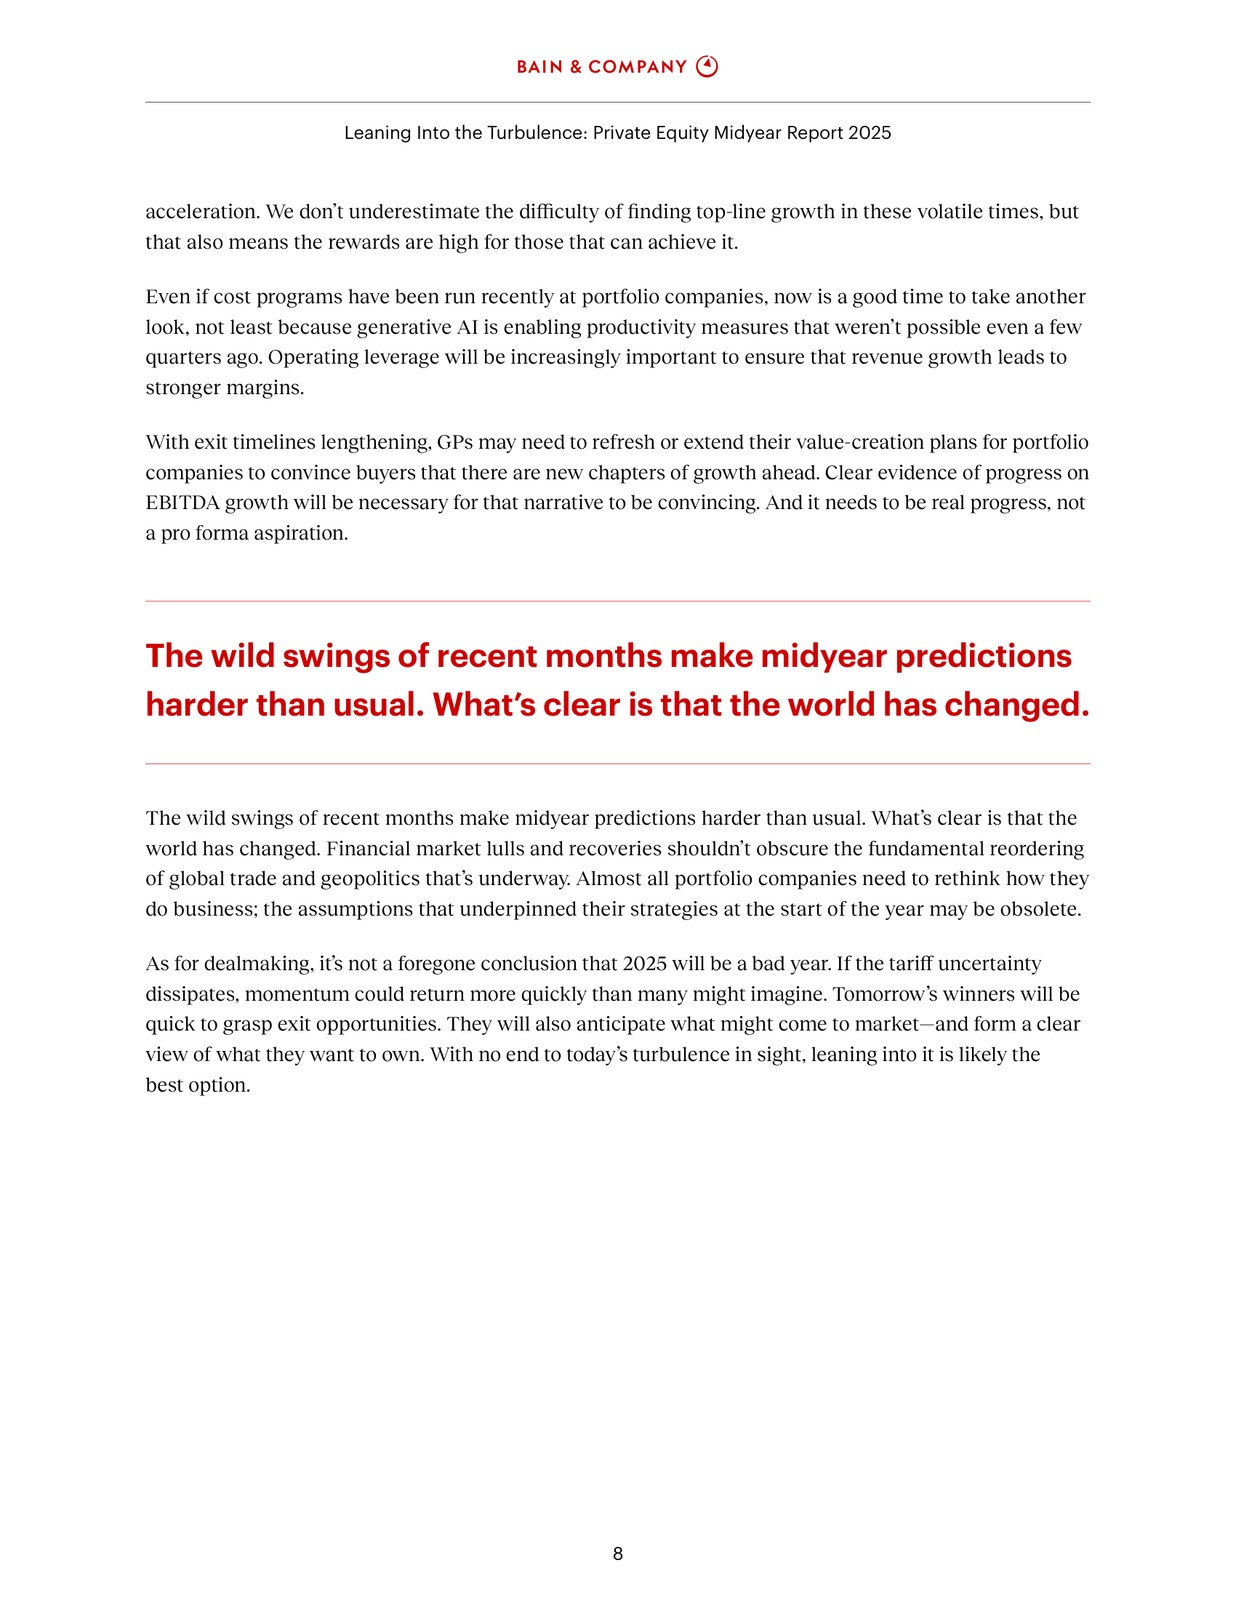 BAIN & COMPANY
Leaning Into the Turbulence: Private Equity Midyear Report 2025
acceleration. We don’t underestimate the difficulty of finding top-line growth in these volatile times, but
that also means the rewards are high for those that can achieve it.
Even if cost programs have been run recently at portfolio companies, now is a good time to take another
look, not least because generative AI is enabling productivity measures that weren’t possible even a few
quarters ago. Operating leverage will be increasingly important to ensure that revenue growth leads to
stronger margins.
With exit timelines lengthening, GPs may need to refresh or extend their value-creation plans for portfolio
companies to convince buyers that there are new chapters of growth ahead. Clear evidence of progress on
EBITDA growth will be necessary for that narrative to be convincing. And it needs to be real progress, not
a pro forma aspiration.
The wild swings of recent months make midyear predictions
harder than usual. What’s clear is that the world has changed.
The wild swings of recent months make midyear predictions harder than usual. What’s clear is that the
world has changed. Financial market lulls and recoveries shouldn’t obscure the fundamental reordering
of global trade and geopolitics that’s underway. Almost all portfolio companies need to rethink how they
do business; the assumptions that underpinned their strategies at the start of the year may be obsolete.
As for dealmaking, it’s not a foregone conclusion that 2025 will be a bad year. If the tariff uncertainty
dissipates, momentum could return more quickly than many might imagine. Tomorrow’s winners will be
quick to grasp exit opportunities. They will also anticipate what might come to market—and form a clear
view of what they want to own. With no end to today’s turbulence in sight, leaning into it is likely the
best option.
8